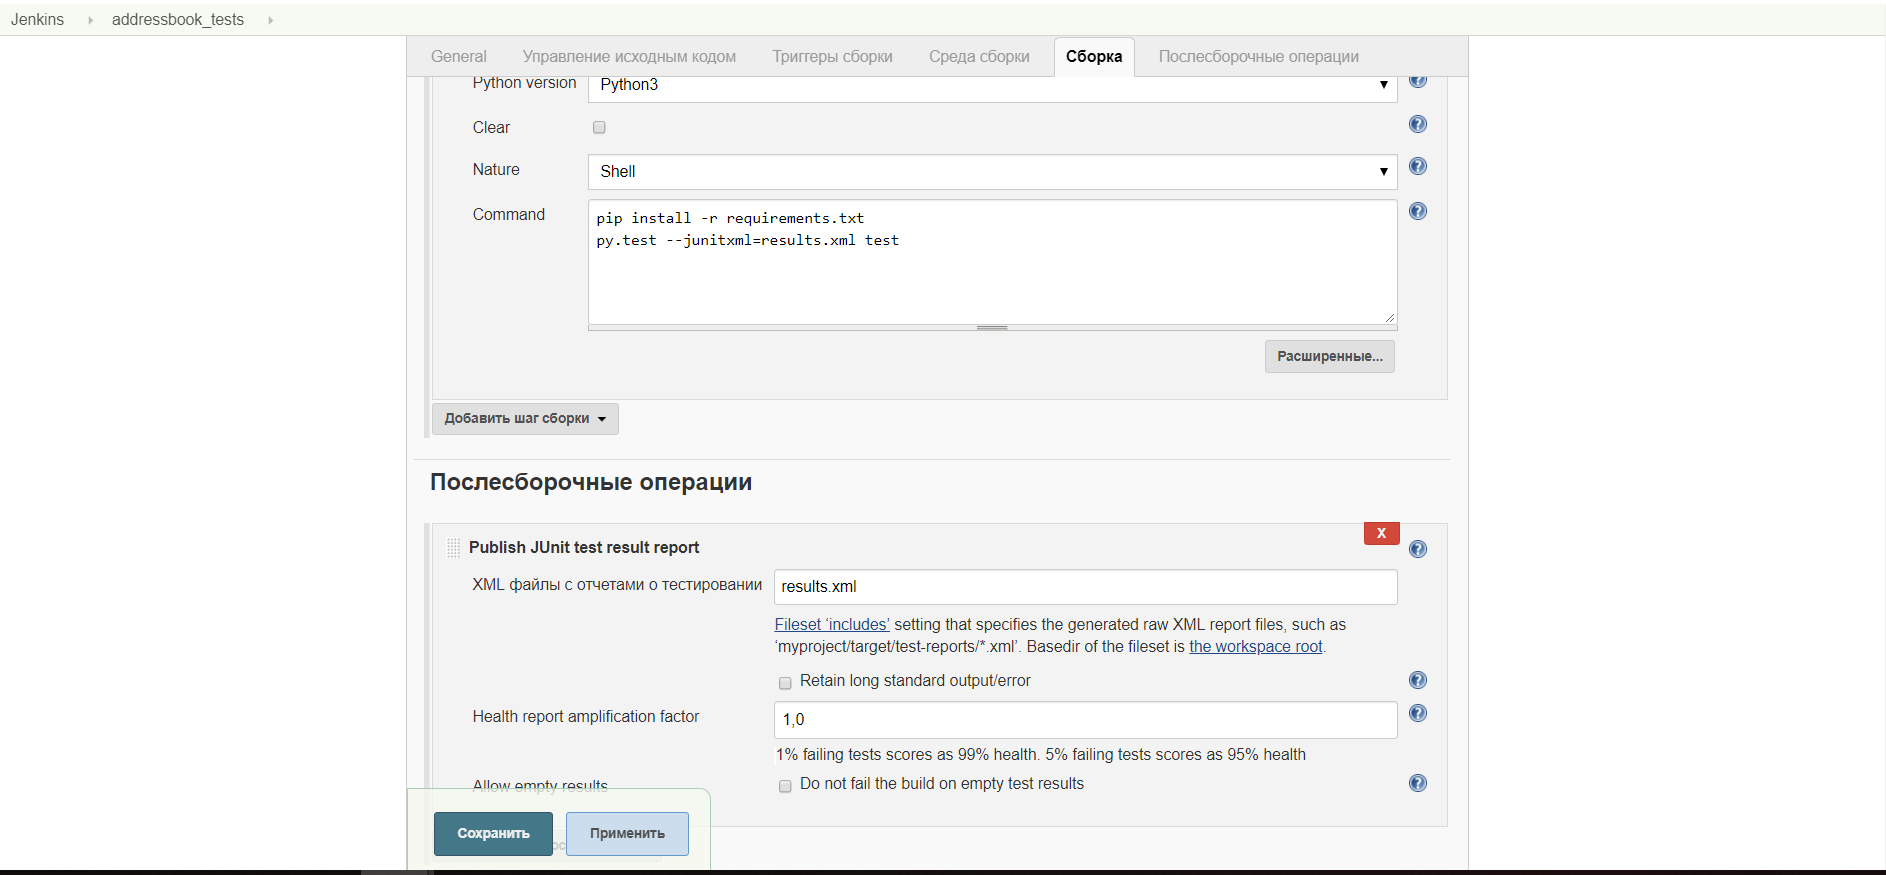 Jenkins addressbook_tests
General Управление исходным кодом Триггеры сборки Среда сборки Сборка Послесборочные операции
Python version Python3
Clear
Nature Shell
Command pip install -r requirements.txt
py.test --junitxml=results.xml test
Расширенные...
Добавить шаг сборки
Послесборочные операции
X
Publish JUnit test result report
XML файлы с отчетами о тестировании results.xml
Fileset ‘includes’ setting that specifies the generated raw XML report files, such as
‘myproject/target/test-reports/*.xml’. Basedir of the fileset is the workspace root.
Retain long standard output/error
Health report amplification factor 1,0
1% failing tests scores as 99% health. 5% failing tests scores as 95% health
Allow empty results Do not fail the build on empty test results
Сохранить Применить